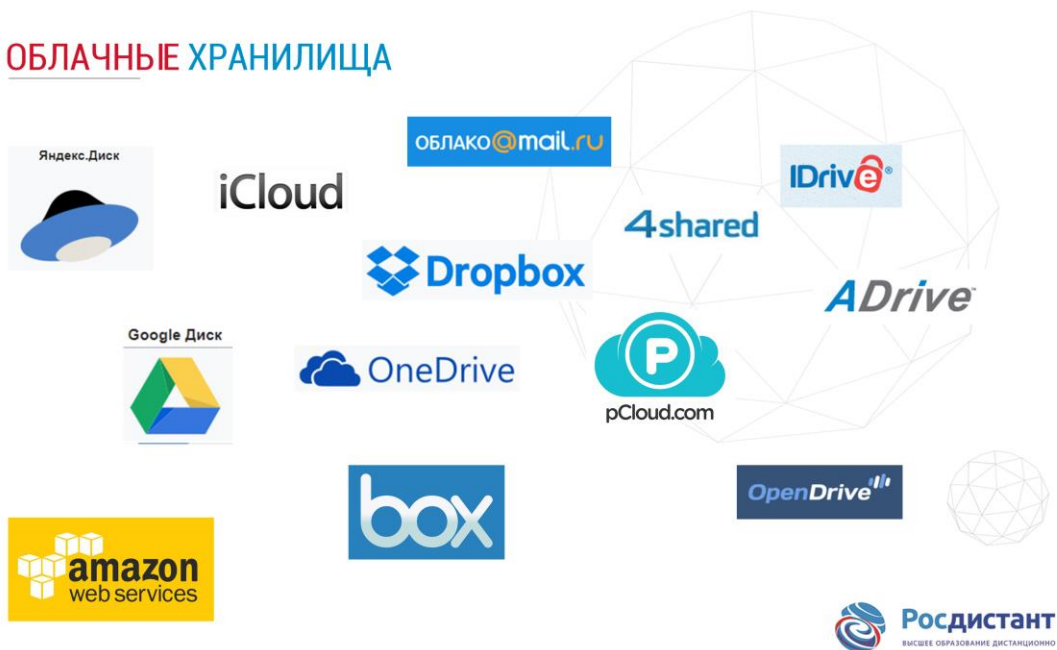 ОБЛАЧНЫЕ ХРАНИЛИЩА
ОБЛАКО@mail.ru
Яндекс.Диск
iCloud
IDrive®
4shared
Dropbox
ADrive™
Google Диск
OneDrive
P
pCloud.com
box
OpenDrive
amazon
web services
Росдистант
ВЫСШЕЕ ОБРАЗОВАНИЕ ДИСТАНЦИОННО